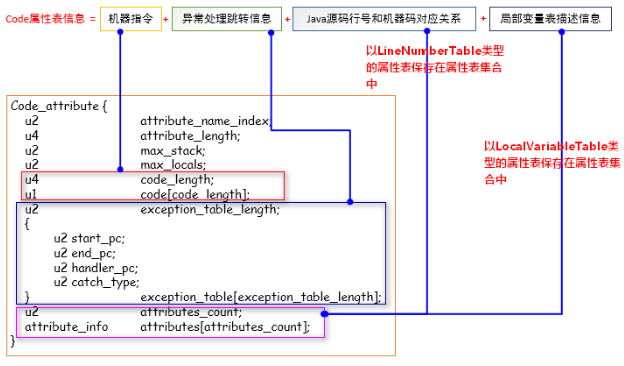 Code属性表信息 = 机器指令 + 异常处理跳转信息 + Java源码行号和机器码对应关系 + 局部变量表描述信息
以LineNumberTable类型
的属性表保存在属性表集合
中
以LocalVariableTable类
型的属性表保存在属性表集
合中
Code_attribute {
u2 attribute_name_index;
u4 attribute_length;
u2 max_stack;
u2 max_locals;
u4 code_length;
u1 code[code_length];
u2 exception_table_length;
{
u2 start_pc;
u2 end_pc;
u2 handler_pc;
u2 catch_type;
} exception_table[exception_table_length];
u2 attributes_count;
attribute_info attributes[attributes_count];
}